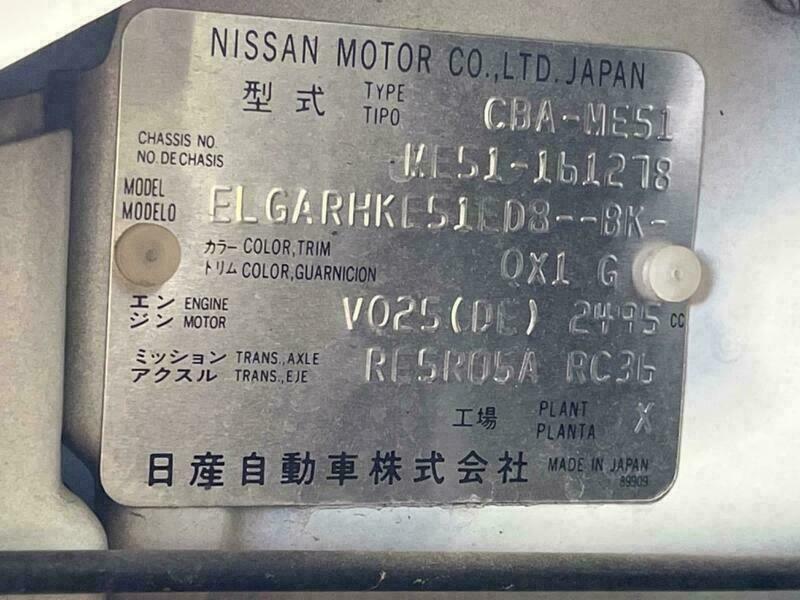 NISSAN MOTOR CO.,LTD. JAPAN
型式 TYPE TIPO CBA-ME51
CHASSIS NO. NO. DE CHASIS ME51-161278
MODEL MODELO ELGARHKE51ED8--BK-
カラー COLOR,TRIM
トリム COLOR,GUARNICION QX1 G
エンジン ENGINE MOTOR VQ25(DE) 2495 CC
ミッション TRANS.,AXLE
アクスル TRANS.,EJE RE5R05A RC36
工場 PLANT PLANTA X
日産自動車株式会社 MADE IN JAPAN
89909